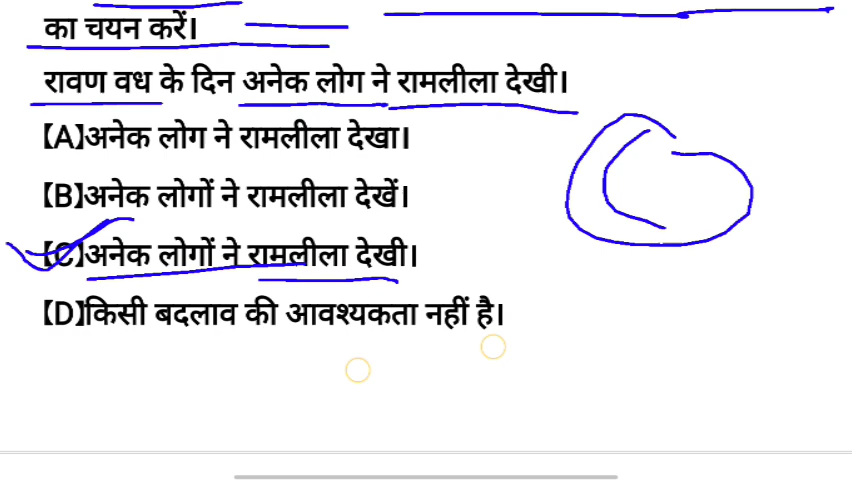 का चयन करें।
रावण वध के दिन अनेक लोग ने रामलीला देखी।
【A】अनेक लोग ने रामलीला देखा।
【B】अनेक लोगों ने रामलीला देखें।
【C】अनेक लोगों ने रामलीला देखी।
【D】किसी बदलाव की आवश्यकता नहीं है।